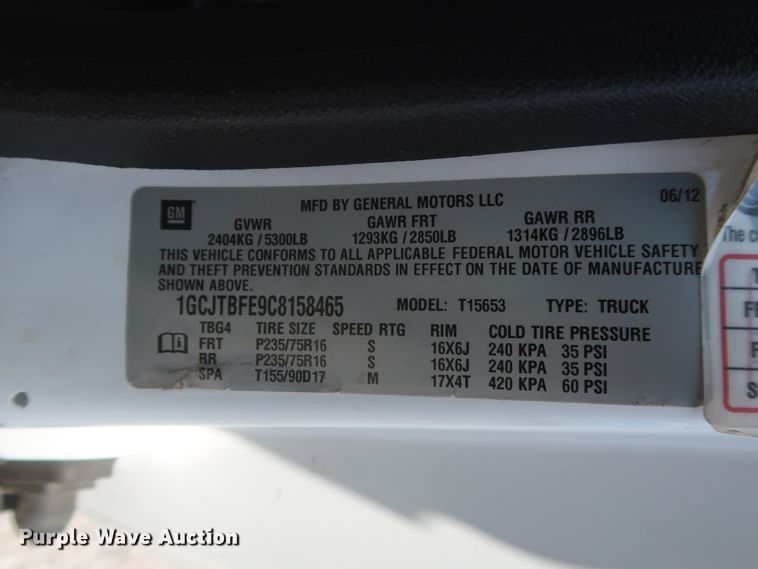 GM
MFD BY GENERAL MOTORS LLC 06/12
GVWR GAWR FRT GAWR RR
2404KG / 5300LB 1293KG / 2850LB 1314KG / 2896LB
THIS VEHICLE CONFORMS TO ALL APPLICABLE FEDERAL MOTOR VEHICLE SAFETY
AND THEFT PREVENTION STANDARDS IN EFFECT ON THE DATE OF MANUFACTURE
SHOWN ABOVE.
1GCJTBFE9C8158465 MODEL: T15653 TYPE: TRUCK
TBG4 TIRE SIZE SPEED RTG RIM COLD TIRE PRESSURE
FRT P235/75R16 S 16X6J 240 KPA 35 PSI
RR P235/75R16 S 16X6J 240 KPA 35 PSI
SPA T155/90D17 M 17X4T 420 KPA 60 PSI
The c
T
F
F
S
Purple Wave Auction